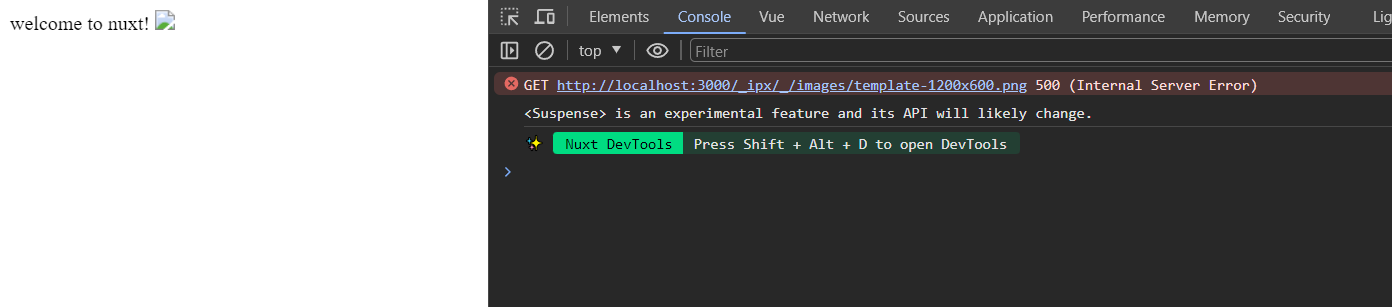 welcome to nuxt!
Elements Console Vue Network Sources Application Performance Memory Security Lig
top Filter
GET http://localhost:3000/_ipx/_/images/template-1200x600.png 500 (Internal Server Error)
<Suspense> is an experimental feature and its API will likely change.
✨ Nuxt DevTools Press Shift + Alt + D to open DevTools